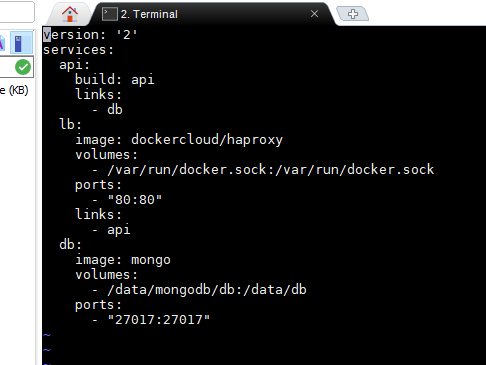 2. Terminal
e (KB)
version: '2'
services:
  api:
    build: api
    links:
      - db
  lb:
    image: dockercloud/haproxy
    volumes:
      - /var/run/docker.sock:/var/run/docker.sock
    ports:
      - "80:80"
    links:
      - api
  db:
    image: mongo
    volumes:
      - /data/mongodb/db:/data/db
    ports:
      - "27017:27017"
~
~
~